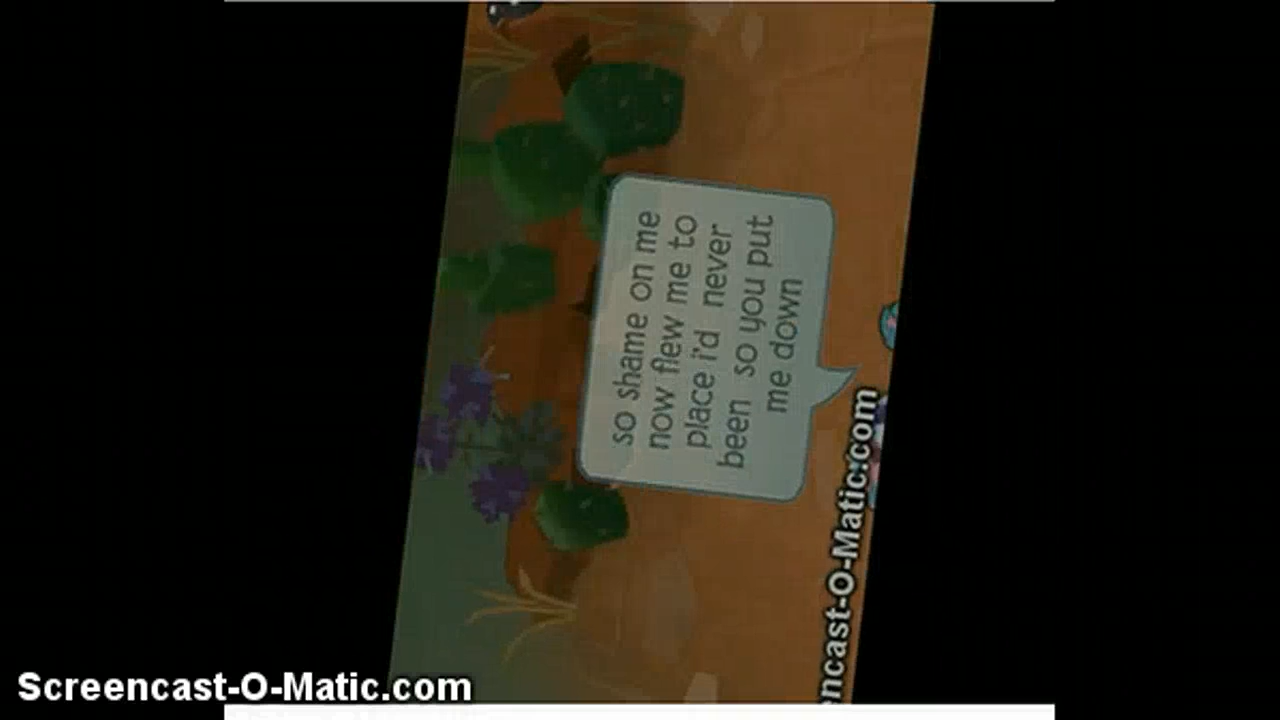 so shame on me
now flew me to
place i'd never
been so you put
me down
encast-O-Matic.com
Screencast-O-Matic.com